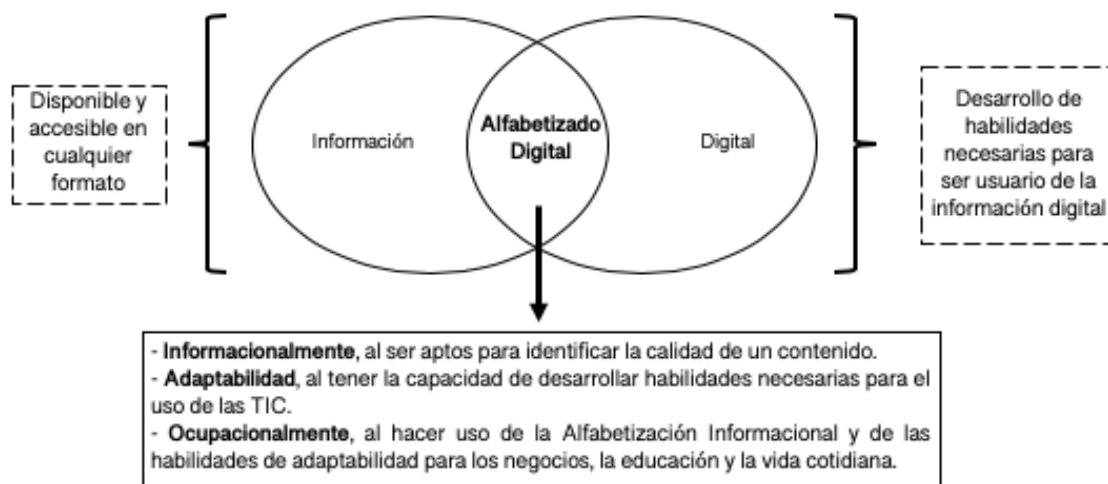 Disponible y
accesible en
cualquier
formato
Información
Alfabetizado
Digital
Digital
Desarrollo de
habilidades
necesarias para
ser usuario de la
información digital
- Informacionalmente, al ser aptos para identificar la calidad de un contenido.
- Adaptabilidad, al tener la capacidad de desarrollar habilidades necesarias para el
uso de las TIC.
- Ocupacionalmente, al hacer uso de la Alfabetización Informacional y de las
habilidades de adaptabilidad para los negocios, la educación y la vida cotidiana.